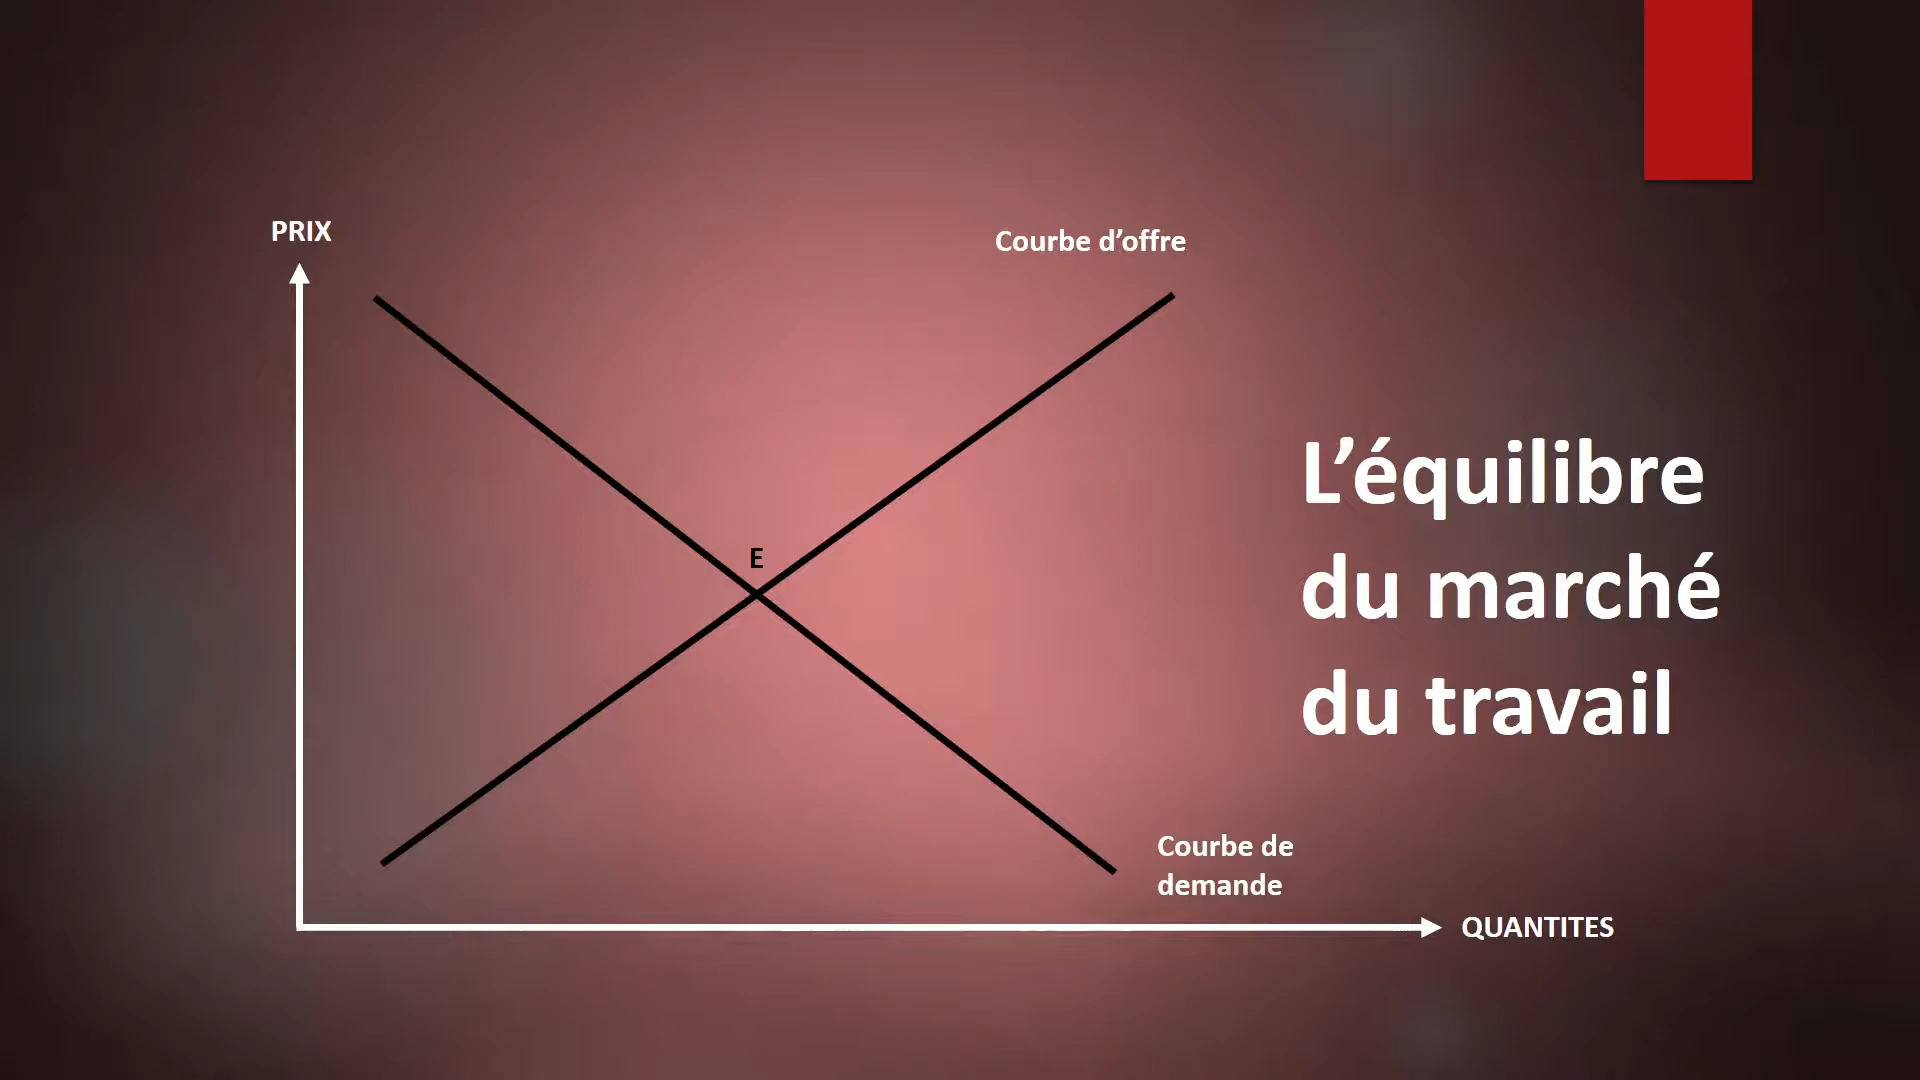 PRIX
Courbe d’offre
E
L’équilibre
du marché
du travail
Courbe de
demande
QUANTITES